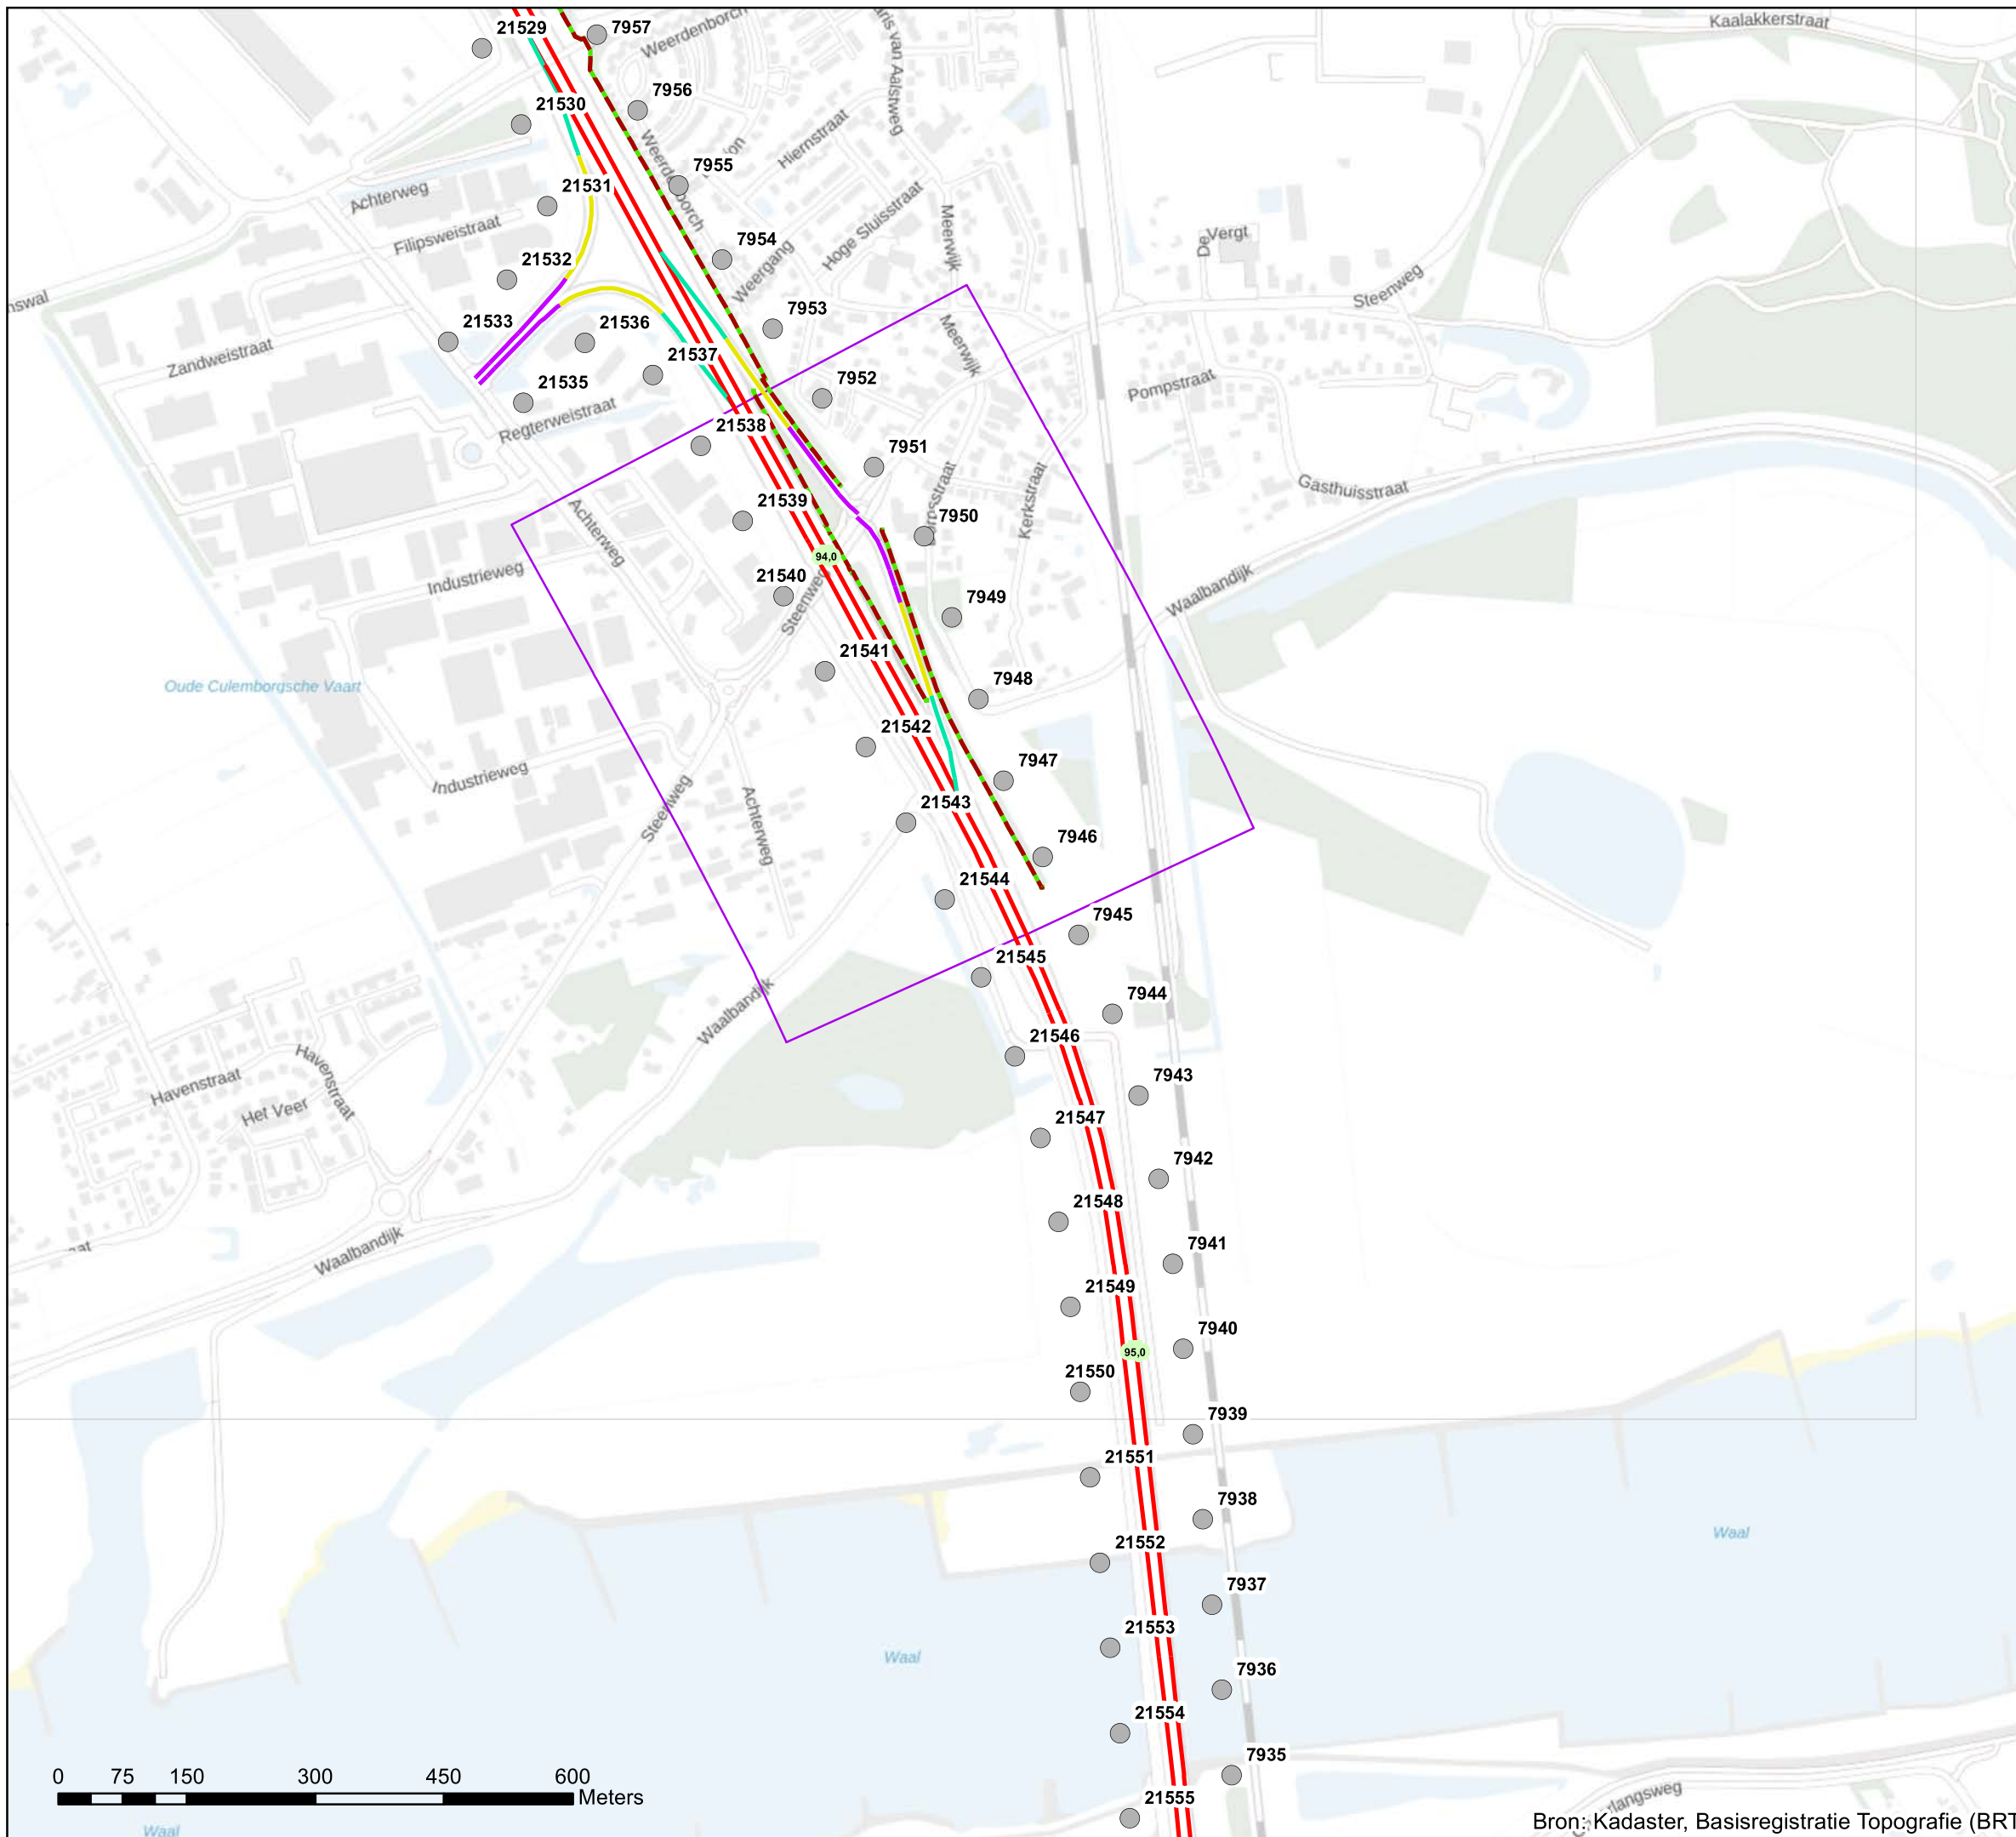 Kaalakkerstraat
21529
7957
Weerdenborch
7956
21530
Hiernstraat
7955
21531
Achterweg
Filipsweistraat
Hoge Sluisstraat
Meerwijk
De Vergt
7954
Weergang
21532
Steenweg
7953
21533
21536
Meerwijk
Zandweistraat
21537
7952
Pompstraat
21535
Regterweistraat
21538
7951
Gasthuisstraat
21539
Achterweg
Kerkstraat
7950
94,0
Industrieweg
21540
Steenweg
Waalbandijk
7949
21541
Oude Culemborgsche Vaart
7948
21542
Industrieweg
7947
21543
Steenweg
Achterweg
7946
21544
7945
21545
7944
Waalbandijk
21546
Havenstraat
Havenstraat
7943
Het Veer
21547
7942
21548
Waalbandijk
7941
21549
7940
95,0
21550
7939
21551
7938
Waal
21552
7937
21553
Waal
7936
21554
7935
0 75 150 300 450 600
Meters
21555
Bron: Kadaster, Basisregistratie Topografie (BRT
Waal